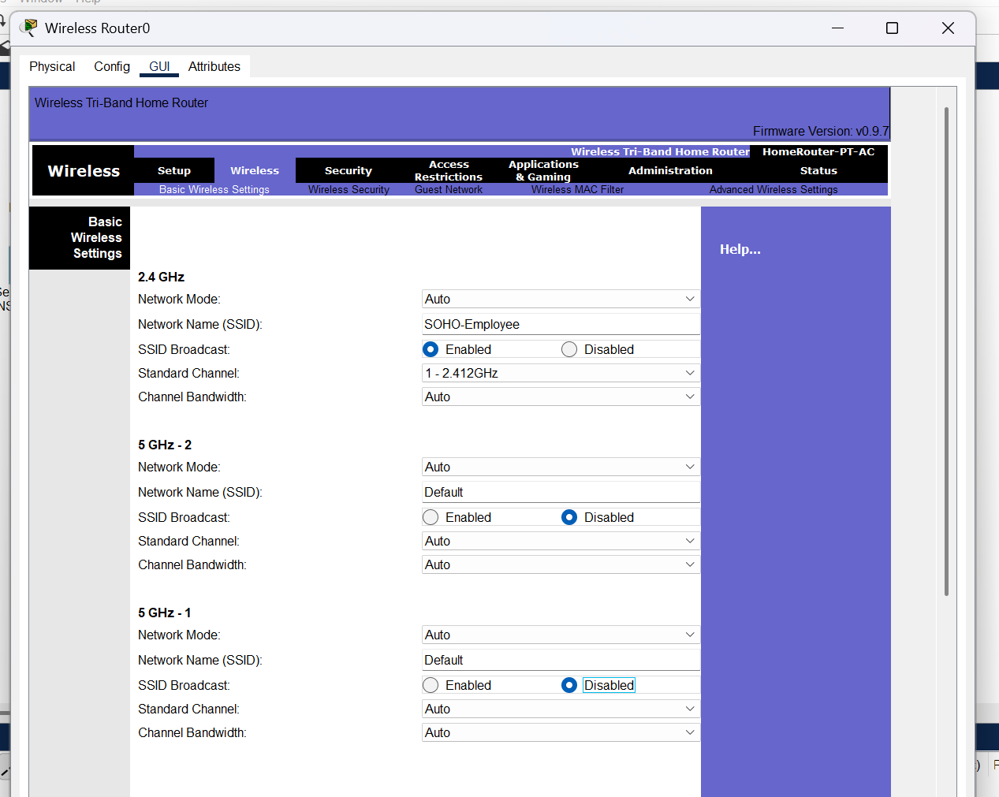 Window Help
Wireless Router0
Physical Config GUI Attributes
Wireless Tri-Band Home Router
Firmware Version: v0.9.7
Wireless Tri-Band Home Router HomeRouter-PT-AC
Wireless
Setup Wireless Security Access Restrictions Applications & Gaming Administration Status
Basic Wireless Settings Wireless Security Guest Network Wireless MAC Filter Advanced Wireless Settings
Basic
Wireless
Settings
Help...
2.4 GHz
Network Mode: Auto
Network Name (SSID): SOHO-Employee
SSID Broadcast: Enabled Disabled
Standard Channel: 1 - 2.412GHz
Channel Bandwidth: Auto
5 GHz - 2
Network Mode: Auto
Network Name (SSID): Default
SSID Broadcast: Enabled Disabled
Standard Channel: Auto
Channel Bandwidth: Auto
5 GHz - 1
Network Mode: Auto
Network Name (SSID): Default
SSID Broadcast: Enabled Disabled
Standard Channel: Auto
Channel Bandwidth: Auto